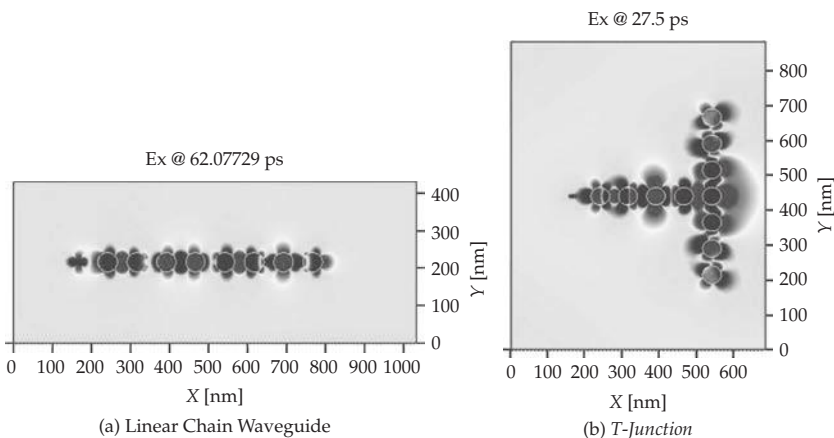 Ex @ 62.07729 ps
400
300
200
100
0
Y [nm]
0 100 200 300 400 500 600 700 800 900 1000
X [nm]
(a) Linear Chain Waveguide
Ex @ 27.5 ps
800
700
600
500
400
300
200
100
0
Y [nm]
0 100 200 300 400 500 600
X [nm]
(b) T-Junction